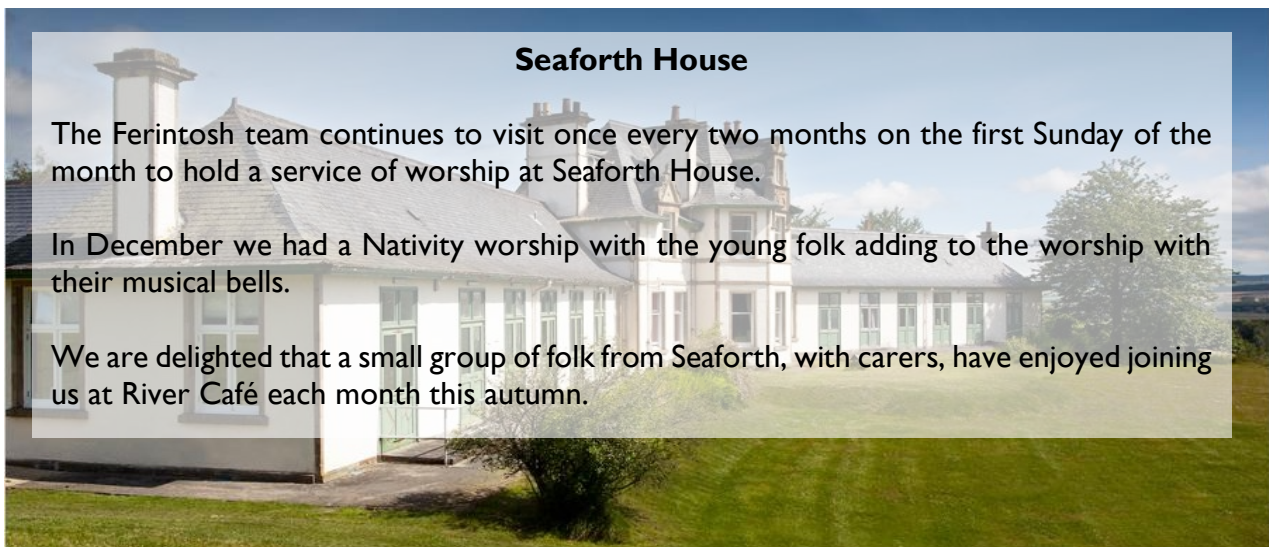 Seaforth House
The Ferintosh team continues to visit once every two months on the first Sunday of the
month to hold a service of worship at Seaforth House.
In December we had a Nativity worship with the young folk adding to the worship with
their musical bells.
We are delighted that a small group of folk from Seaforth, with carers, have enjoyed joining
us at River Café each month this autumn.